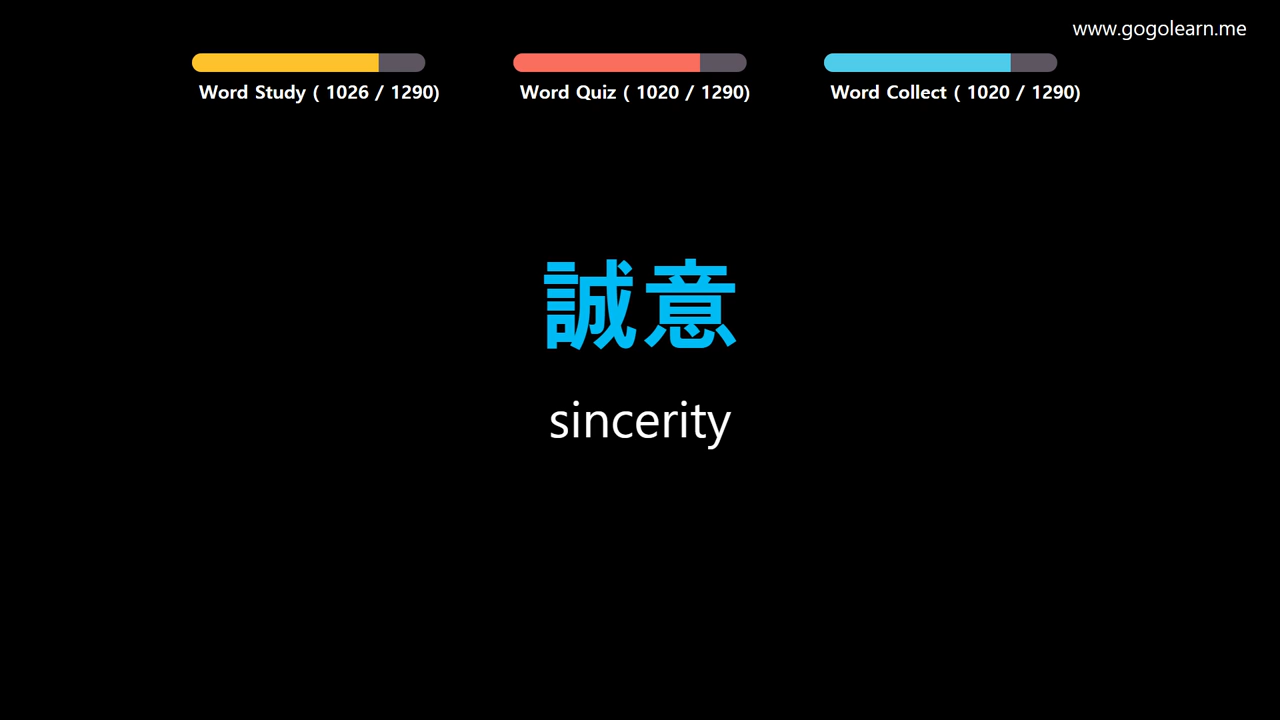 www.gogolearn.me
Word Study ( 1026 / 1290)
Word Quiz ( 1020 / 1290)
Word Collect ( 1020 / 1290)
誠意
sincerity